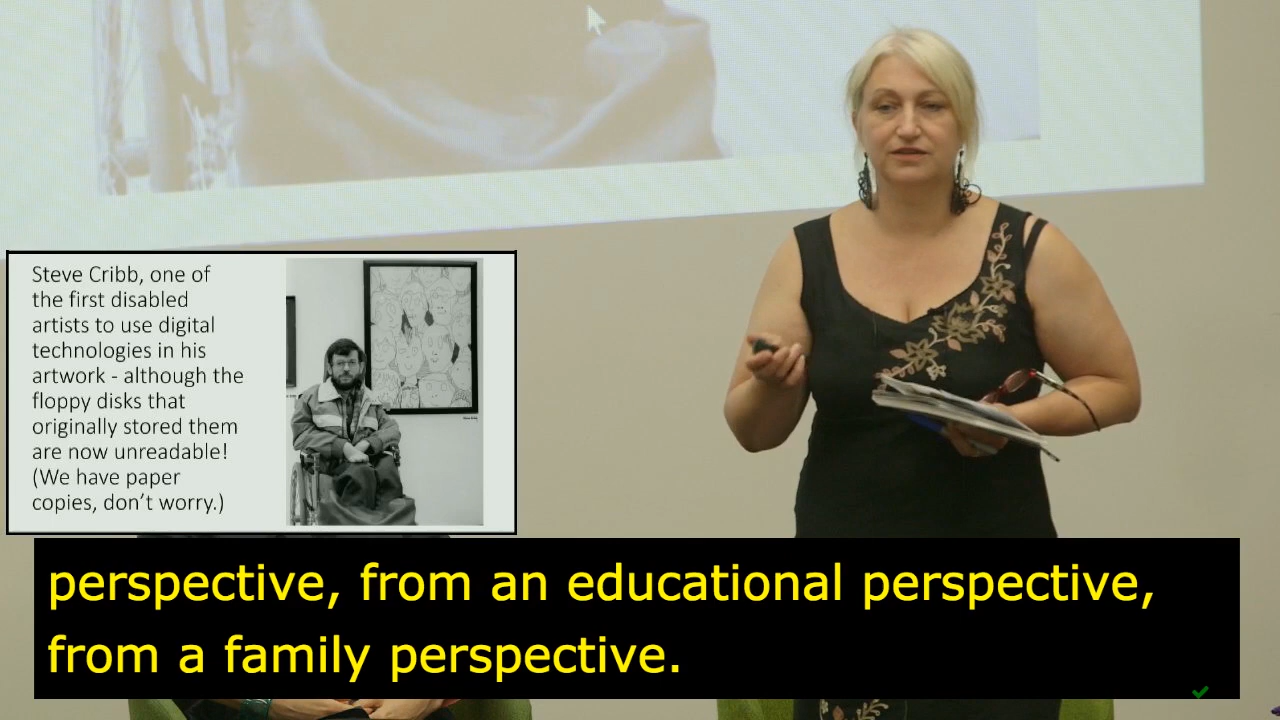 Steve Cribb, one of
the first disabled
artists to use digital
technologies in his
artwork - although the
floppy disks that
originally stored them
are now unreadable!
(We have paper
copies, don't worry.)
perspective, from an educational perspective,
from a family perspective.